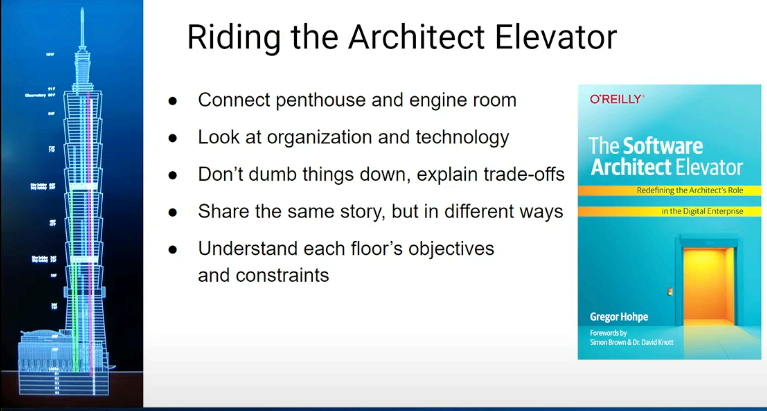 Riding the Architect Elevator
● Connect penthouse and engine room
● Look at organization and technology
● Don't dumb things down, explain trade-offs
● Share the same story, but in different ways
● Understand each floor's objectives
and constraints
O'REILLY
The Software
Architect Elevator
Redefining the Architect's Role
in the Digital Enterprise
Gregor Hohpe
Forewords by
Simon Brown & Dr. David Knott